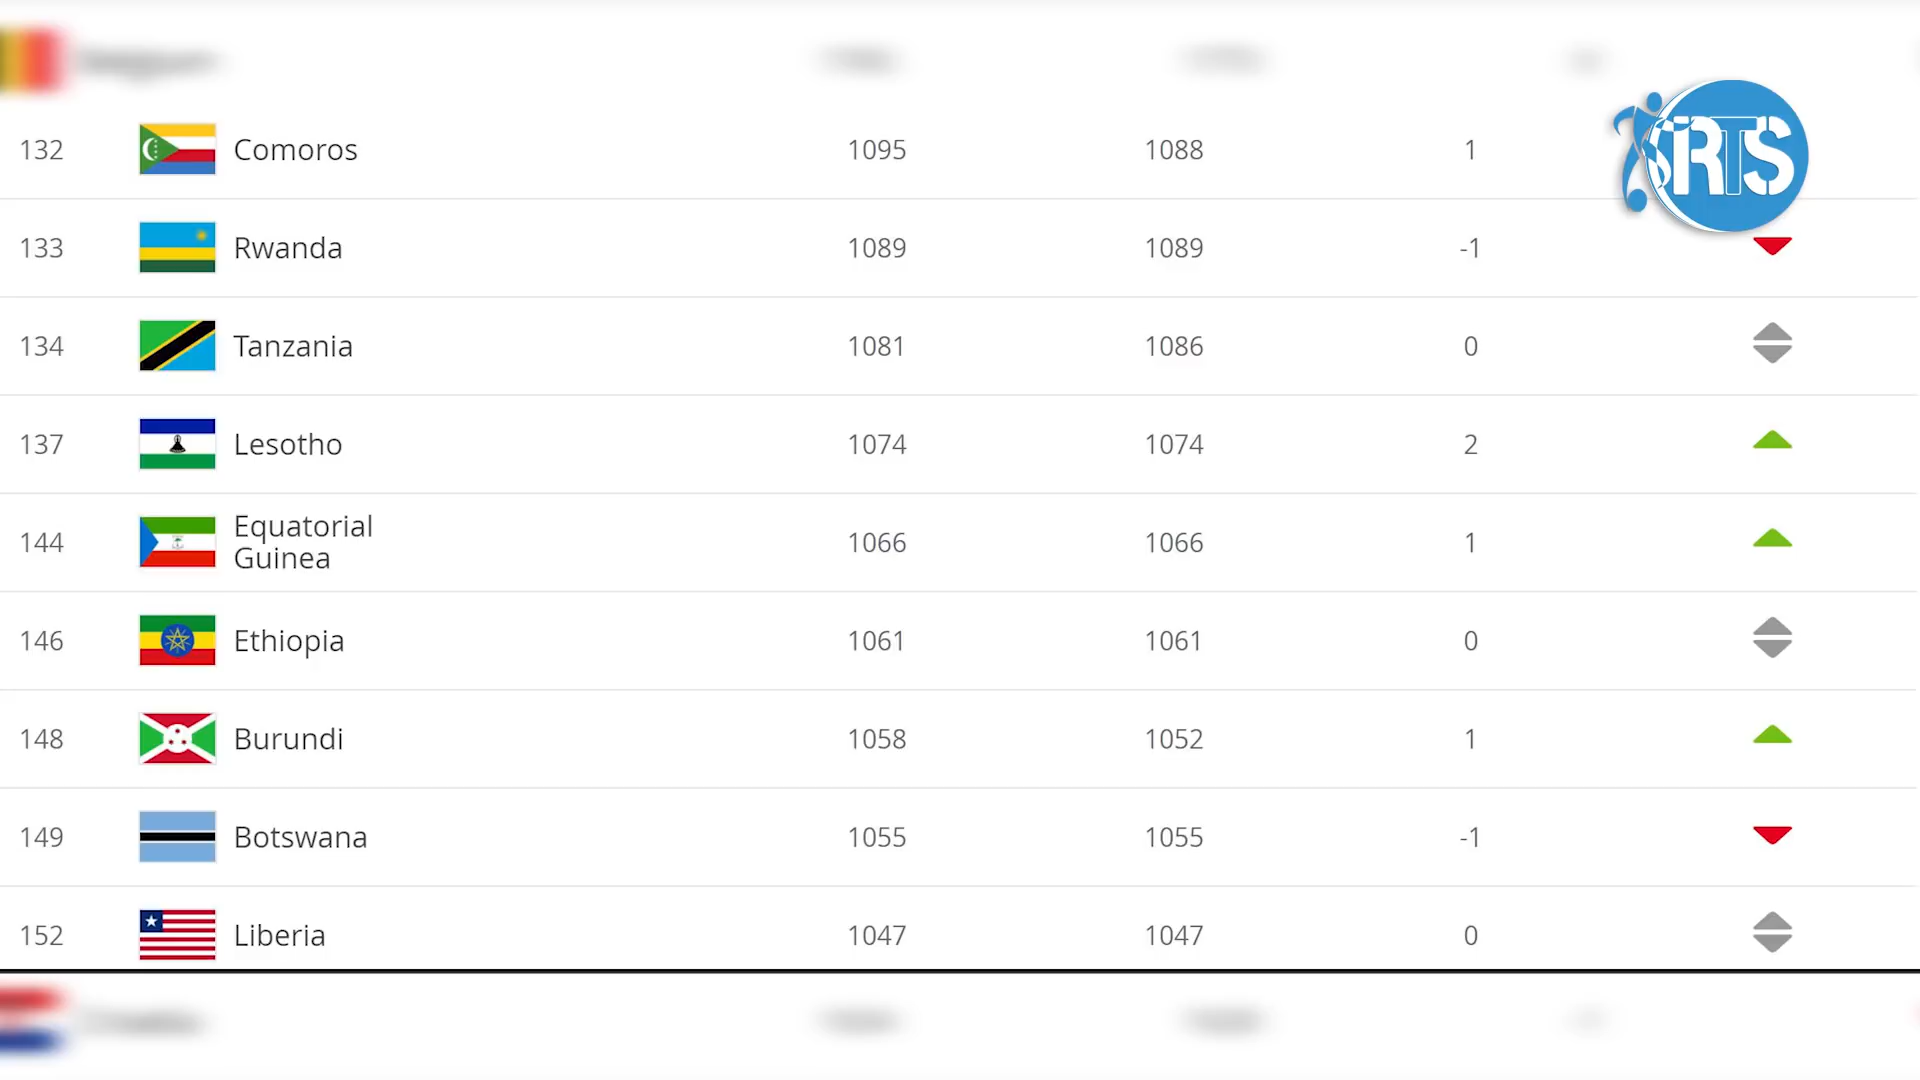 RTS
132 Comoros 1095 1088 1
133 Rwanda 1089 1089 -1
134 Tanzania 1081 1086 0
137 Lesotho 1074 1074 2
144 Equatorial Guinea 1066 1066 1
146 Ethiopia 1061 1061 0
148 Burundi 1058 1052 1
149 Botswana 1055 1055 -1
152 Liberia 1047 1047 0